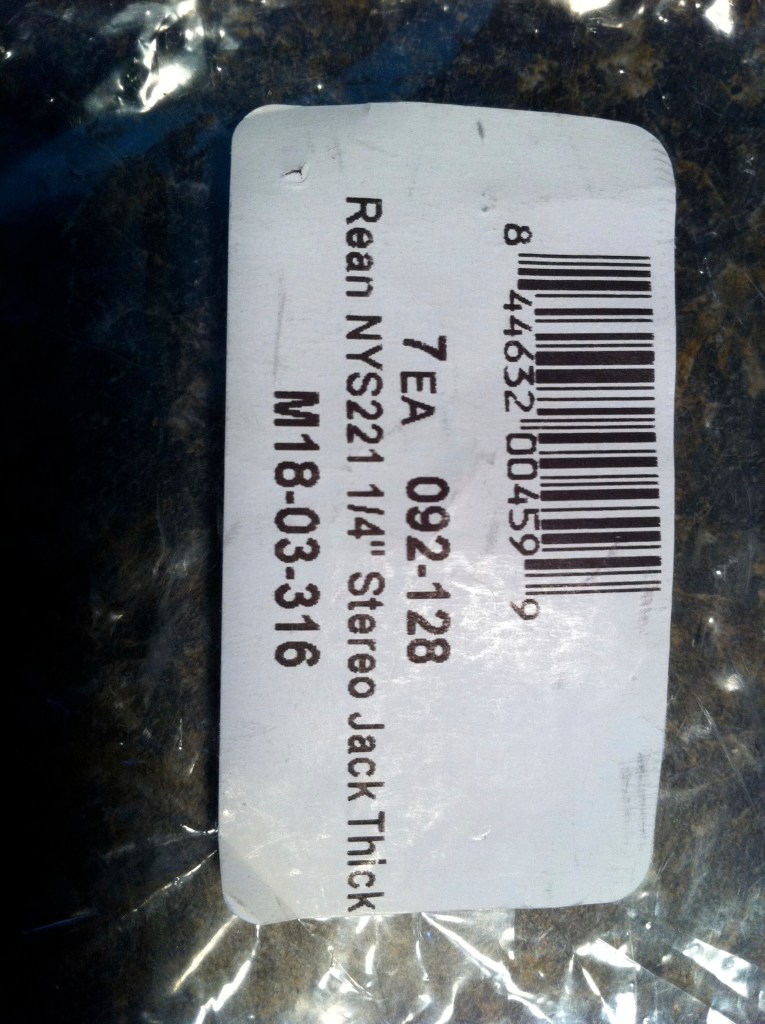 8 44632 00459 9
7 EA 092-128
Rean NYS221 1/4" Stereo Jack Thick
M18-03-316